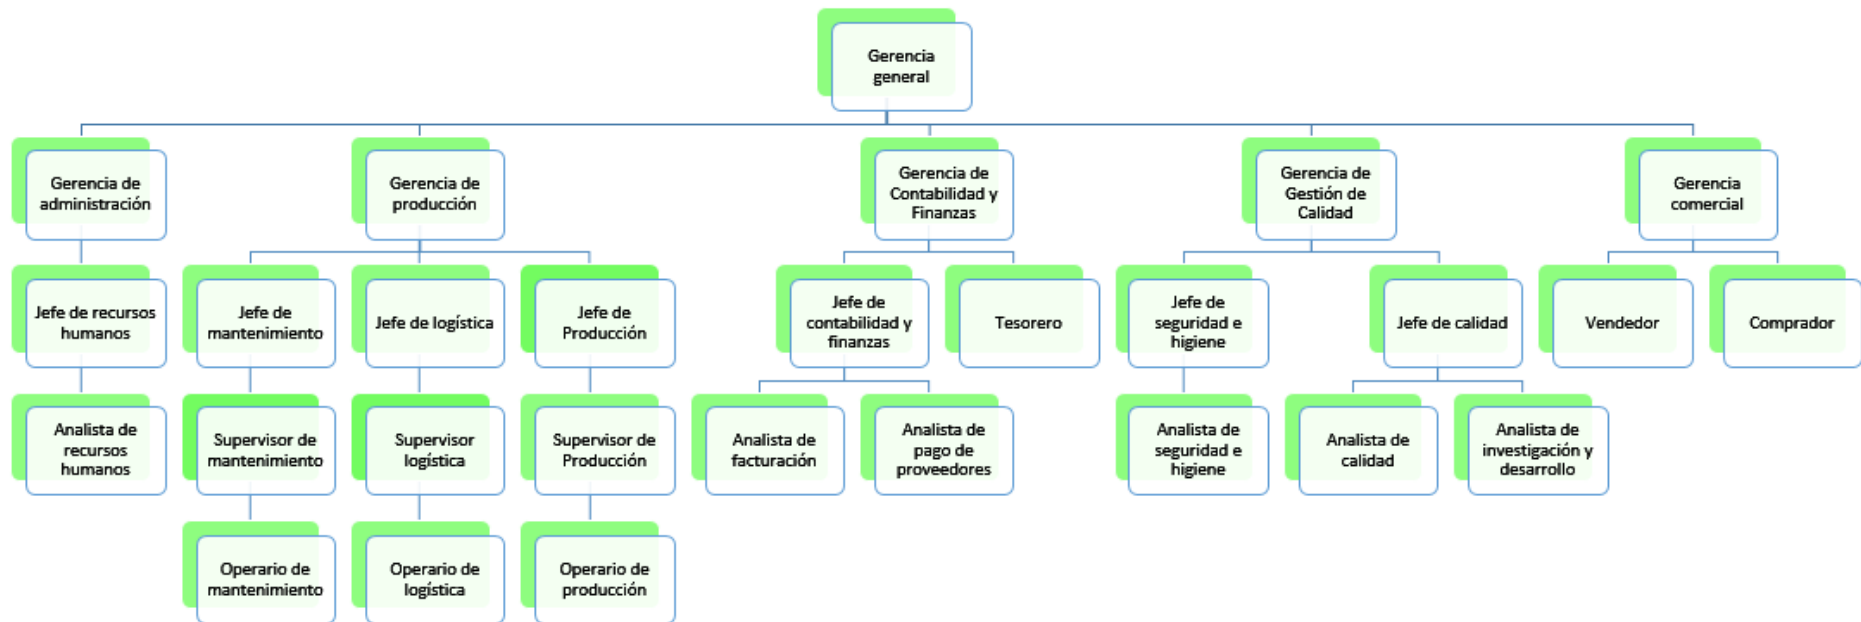 Gerencia
general
Gerencia de
administración
Gerencia de
producción
Gerencia de
Contabilidad y
Finanzas
Gerencia de
Gestión de
Calidad
Gerencia
comercial
Jefe de recursos
humanos
Jefe de
mantenimiento
Jefe de logística
Jefe de
Producción
Jefe de
contabilidad y
finanzas
Tesorero
Jefe de
seguridad e
higiene
Jefe de calidad
Vendedor
Comprador
Analista de
recursos
humanos
Supervisor de
mantenimiento
Supervisor
logística
Supervisor de
Producción
Analista de
facturación
Analista de
pago de
proveedores
Analista de
seguridad e
higiene
Analista de
calidad
Analista de
investigación y
desarrollo
Operario de
mantenimiento
Operario de
logística
Operario de
producción